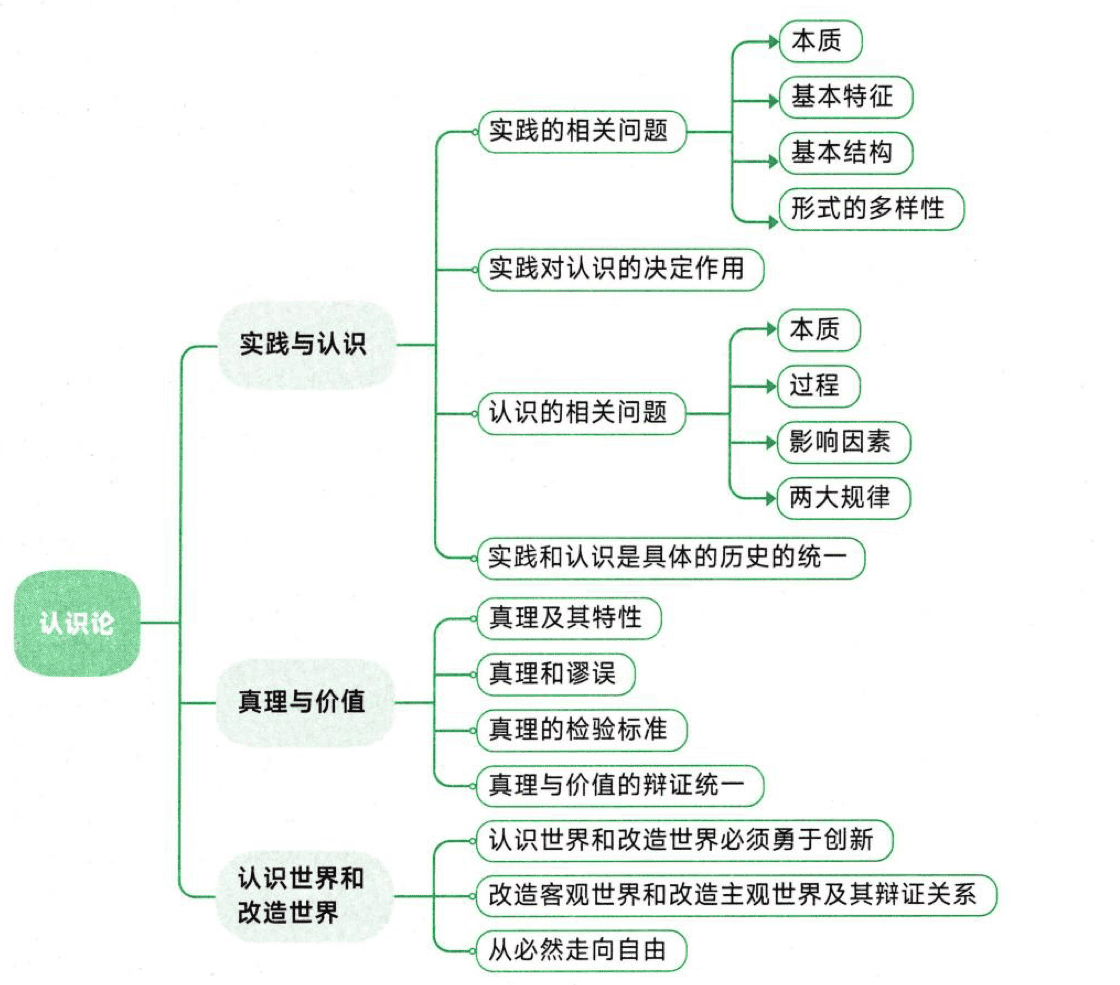 认识论
实践与认识
实践的相关问题
本质
基本特征
基本结构
形式的多样性
实践对认识的决定作用
认识的相关问题
本质
过程
影响因素
两大规律
实践和认识是具体的历史的统一
真理与价值
真理及其特性
真理和谬误
真理的检验标准
真理与价值的辩证统一
认识世界和
改造世界
认识世界和改造世界必须勇于创新
改造客观世界和改造主观世界及其辩证关系
从必然走向自由